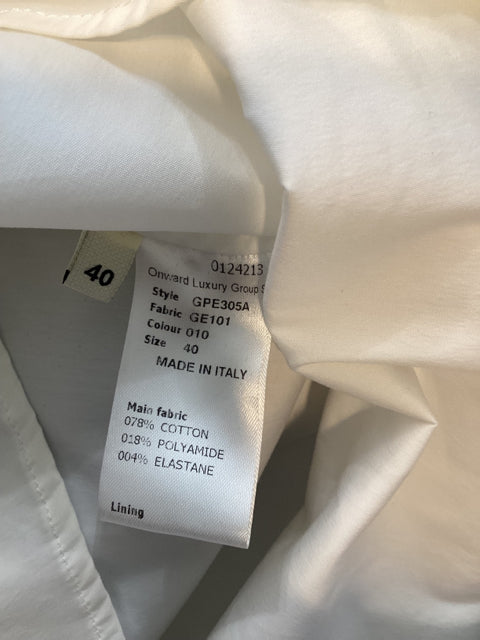 40
0124213
Onward Luxury Group S
Style GPE305A
Fabric GE101
Colour 010
Size 40
MADE IN ITALY
Main fabric
078% COTTON
018% POLYAMIDE
004% ELASTANE
Lining